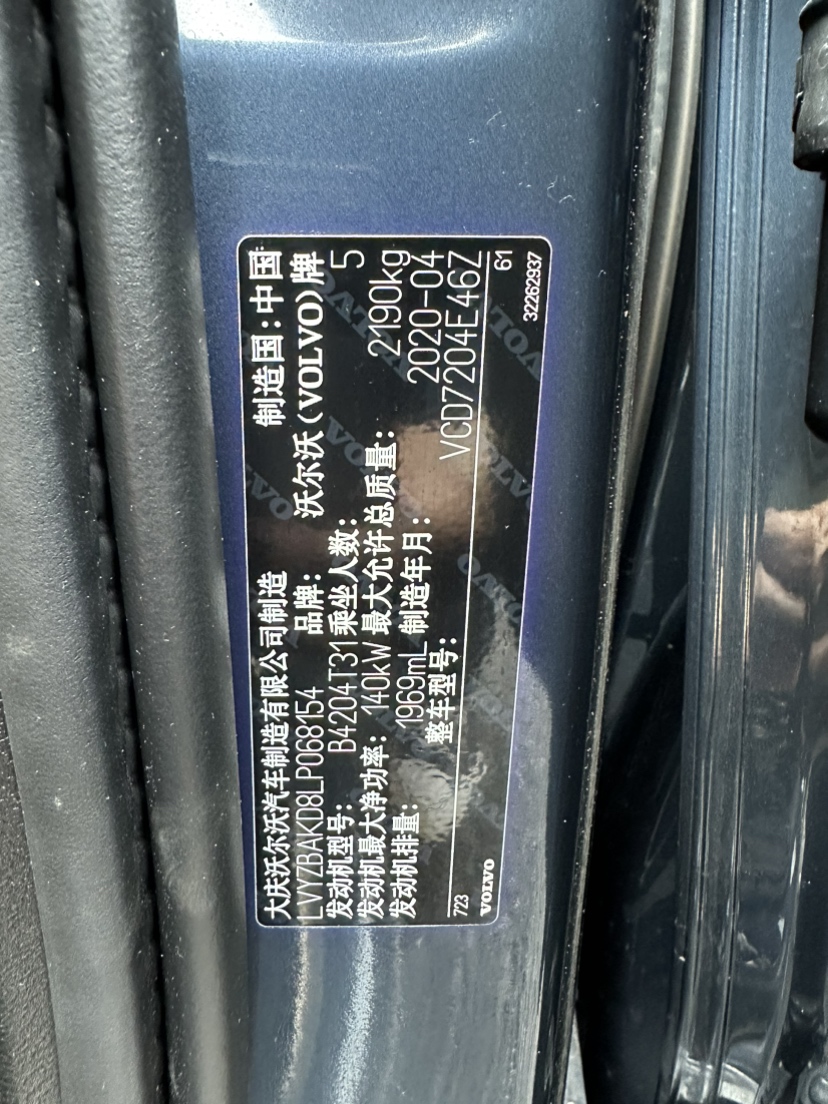 大庆沃尔沃汽车制造有限公司制造 制造国:中国
LVYZBAKD8LP068154 品牌: 沃尔沃(VOLVO)牌
发动机型号: B4204T31 乘坐人数: 5
发动机最大净功率: 140kW 最大允许总质量: 2190kg
发动机排量: 1969mL 制造年月: 2020-04
整车型号: VCD7204E46Z
723 61
VOLVO 32262937